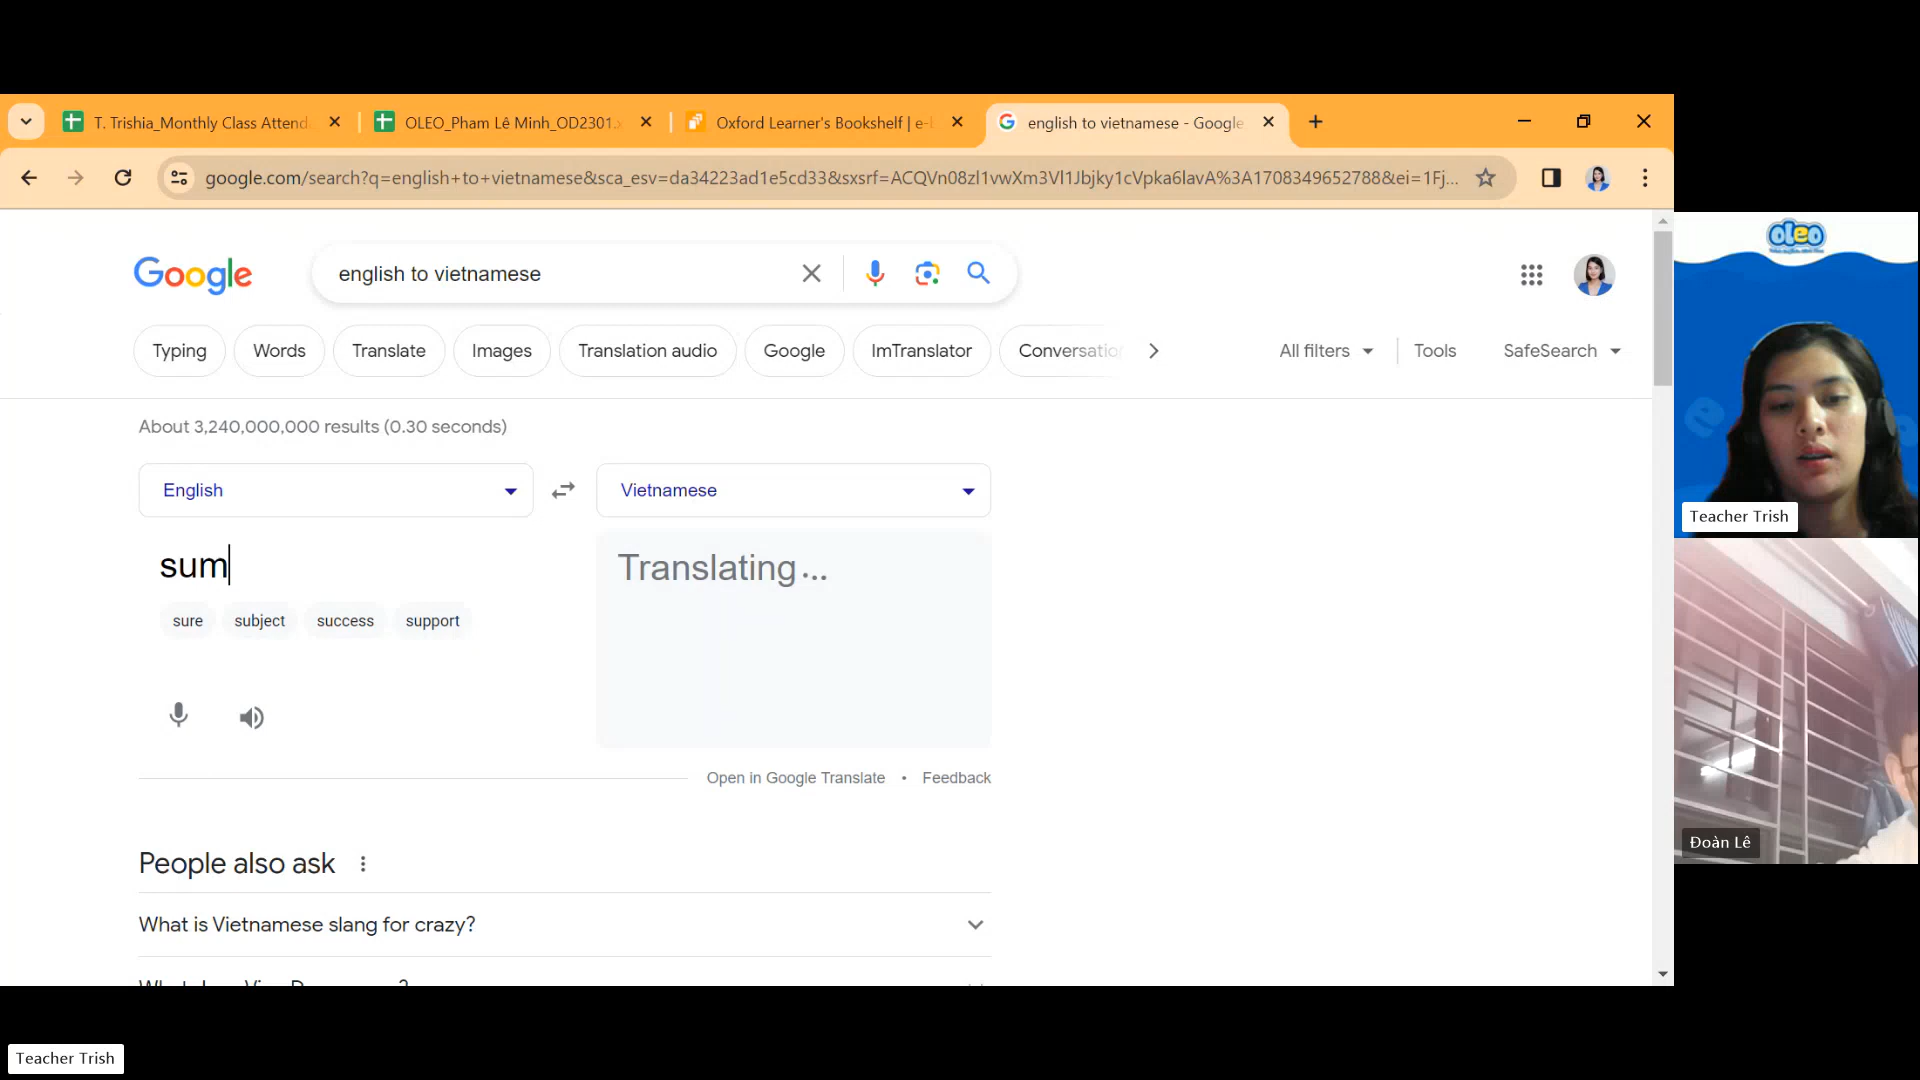 T. Trishia_Monthly Class Attend
OLEO_Pham Lê Minh_OD2301.x
Oxford Learner's Bookshelf | e-b
english to vietnamese - Google
google.com/search?q=english+to+vietnamese&sca_esv=da34223ad1e5cd33&sxsrf=ACQVn08zl1vwXm3Vl1Jbjky1cVpka6lavA%3A1708349652788&ei=1Fj...
Google
english to vietnamese
Typing
Words
Translate
Images
Translation audio
Google
ImTranslator
Conversation
All filters
Tools
SafeSearch
About 3,240,000,000 results (0.30 seconds)
English
Vietnamese
sum
Translating...
sure
subject
success
support
Open in Google Translate • Feedback
People also ask
What is Vietnamese slang for crazy?
oleo
Teacher Trish
Đoàn Lê
Teacher Trish